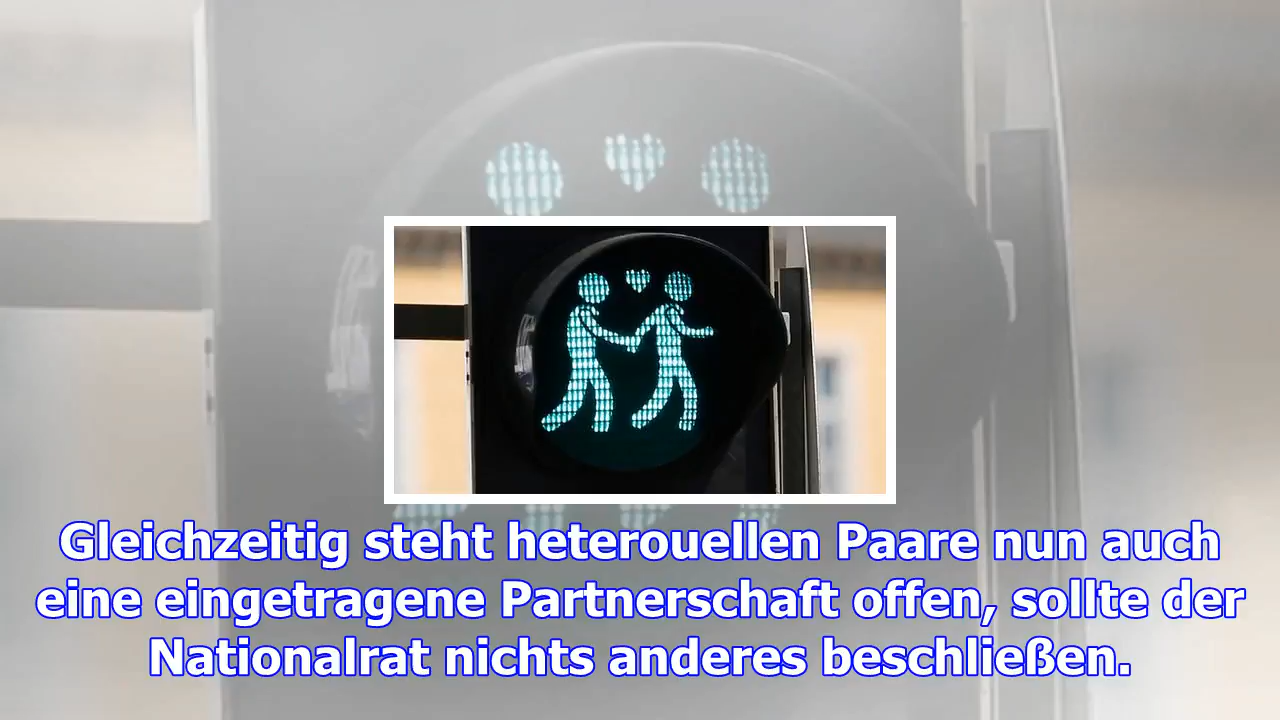 Gleichzeitig steht heterouellen Paare nun auch
eine eingetragene Partnerschaft offen, sollte der
Nationalrat nichts anderes beschließen.